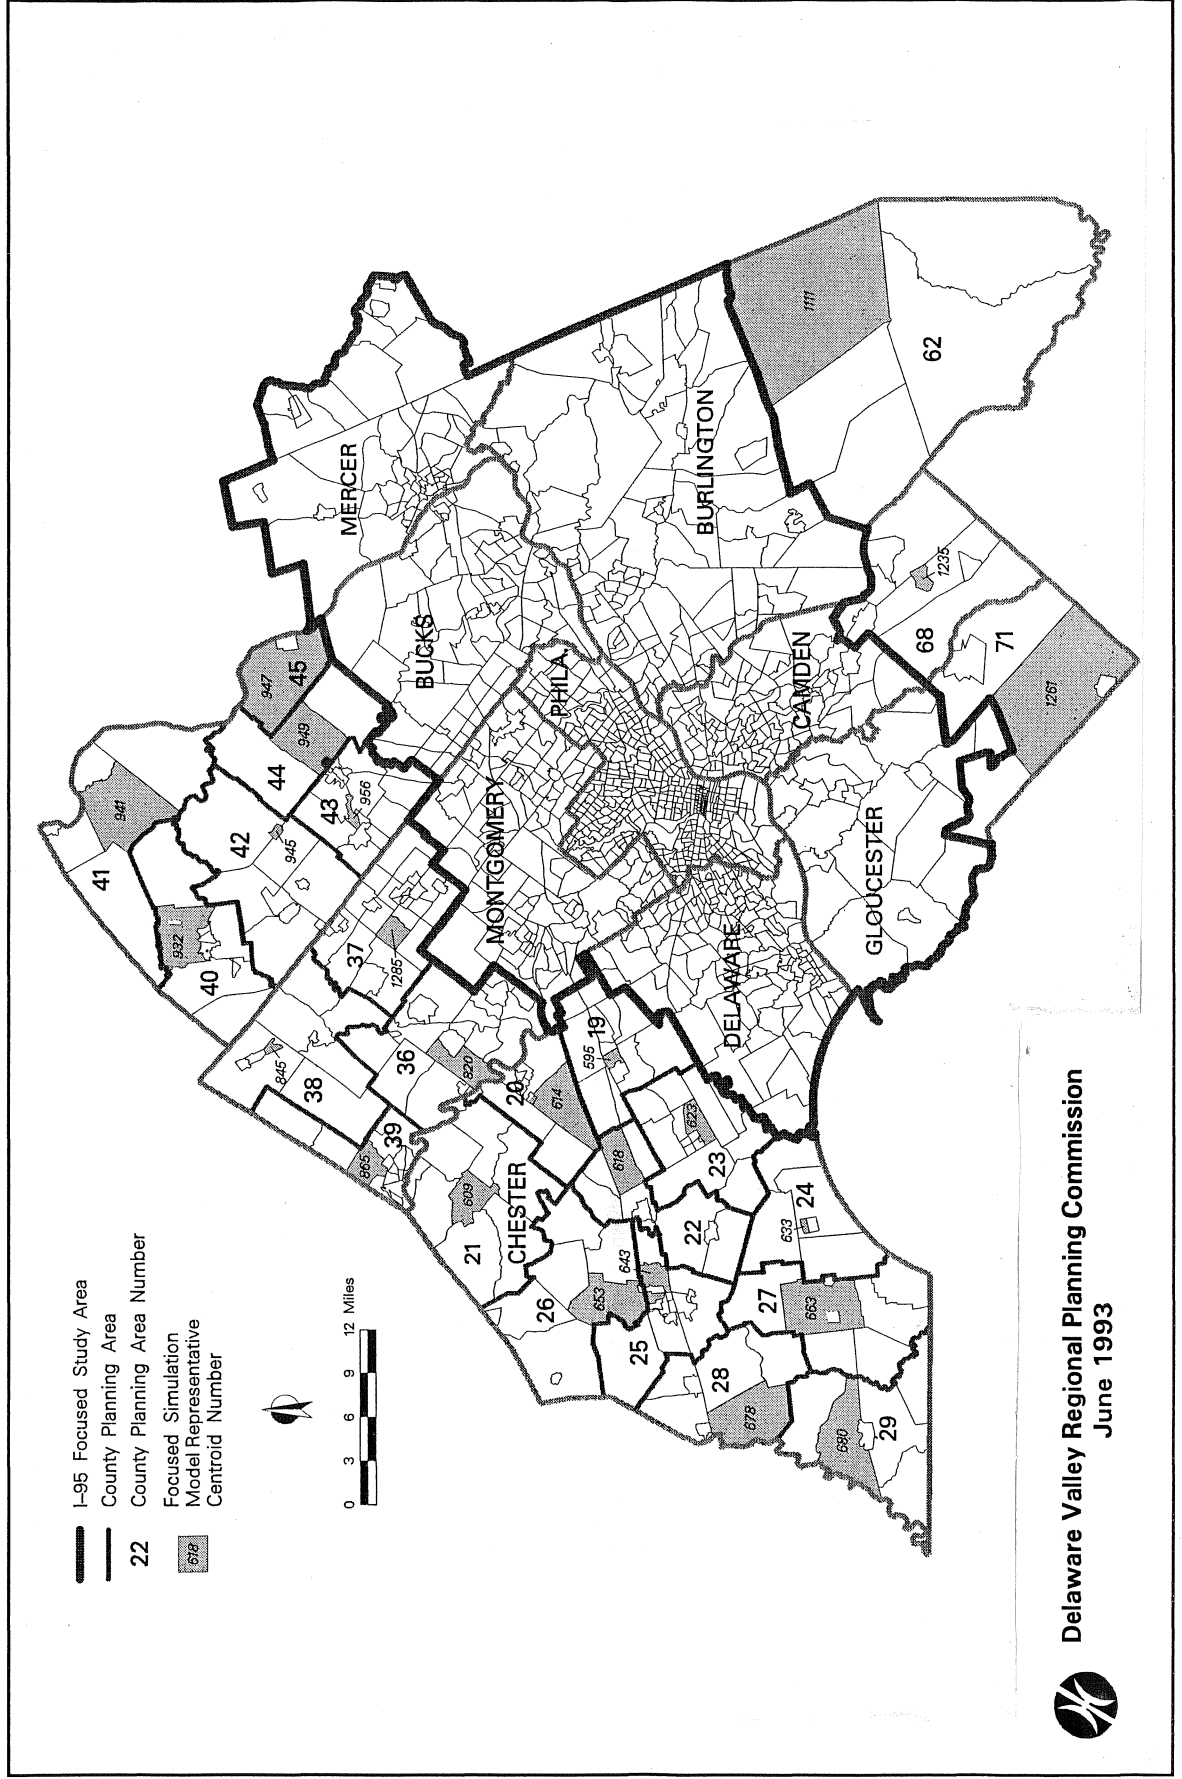 I-95 Focused Study Area
County Planning Area
22 County Planning Area Number
618 Focused Simulation
Model Representative
Centroid Number
0 3 6 9 12 Miles
41
941
932
40
42
945
44
947
45
949
43
956
37
1285
845
38
36
820
39
865
MERCER
BUCKS
MONTGOMERY
PHILA.
BURLINGTON
CAMDEN
GLOUCESTER
DELAWARE
CHESTER
21
609
20
614
19
595
618
623
23
22
24
633
26
653
643
25
27
663
28
678
29
680
1111
62
1235
68
71
1261
Delaware Valley Regional Planning Commission
June 1993